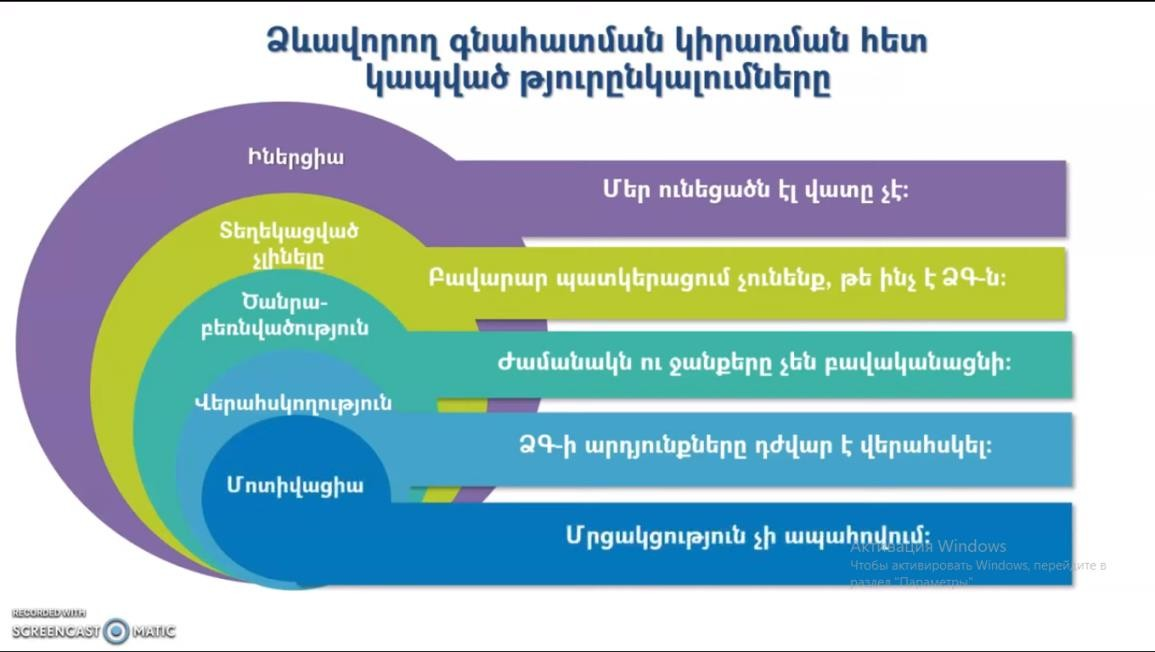 Ձևավորող գնահատման կիրառման հետ
կապված թյուրընկալումները
Իներցիա
Մեր ունեցածն էլ վատը չէ:
Տեղեկացված
չլինելը
Բավարար պատկերացում չունենք, թե ինչ է ՁԳ-ն:
Ծանրա-
բեռնվածություն
Ժամանակն ու ջանքերը չեն բավականացնի:
Վերահսկողություն
ՁԳ-ի արդյունքները դժվար է վերահսկել:
Մոտիվացիա
Մրցակցություն չի ապահովում:
Активация Windows
Чтобы активировать Windows, перейдите в
раздел "Параметры".
RECORDED WITH
SCREENCAST MATIC